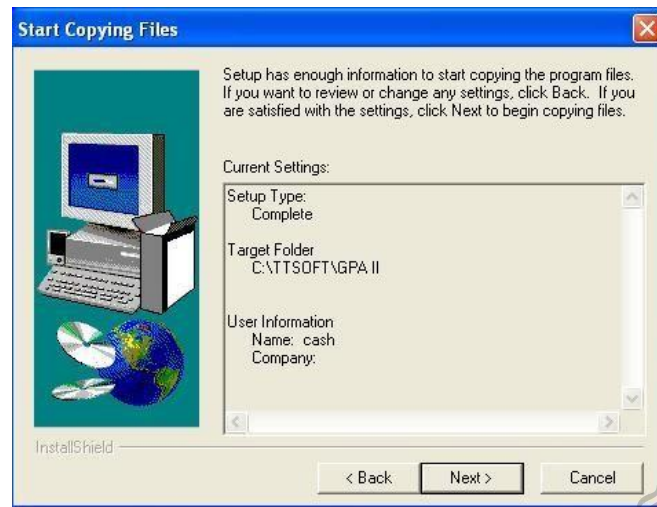 Start Copying Files
Setup has enough information to start copying the program files.
If you want to review or change any settings, click Back. If you
are satisfied with the settings, click Next to begin copying files.
Current Settings:
Setup Type:
Complete
Target Folder
C:\TTSOFT\GPA II
User Information
Name: cash
Company:
InstallShield
< Back
Next >
Cancel